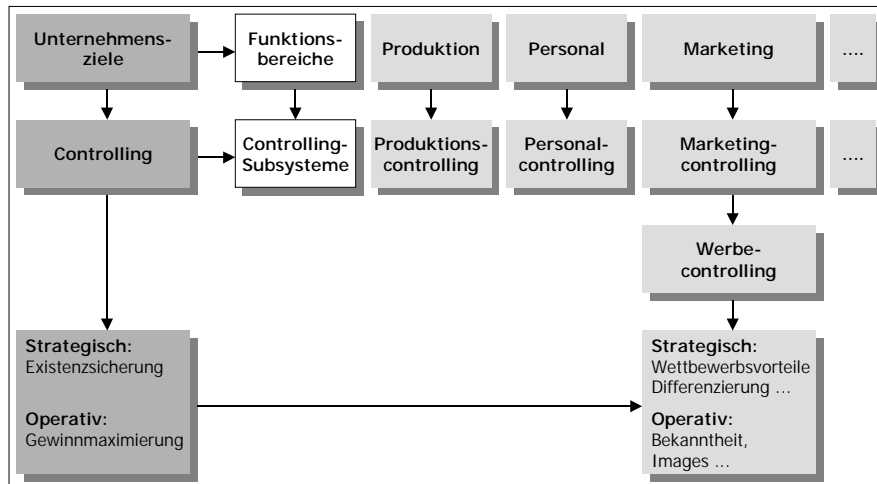 Unternehmens-
ziele
Funktions-
bereiche
Produktion
Personal
Marketing
....
Controlling
Controlling-
Subsysteme
Produktions-
controlling
Personal-
controlling
Marketing-
controlling
....
Werbe-
controlling
Strategisch:
Existenzsicherung
Operativ:
Gewinnmaximierung
Strategisch:
Wettbewerbsvorteile
Differenzierung ...
Operativ:
Bekanntheit,
Images ...